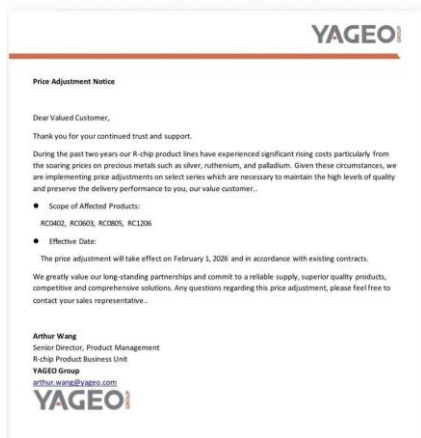 YAGEO GROUP
Price Adjustment Notice
Dear Valued Customer,
Thank you for your continued trust and support.
During the past two years our R-chip product lines have experienced significant rising costs particularly from
the soaring prices on precious metals such as silver, ruthenium, and palladium. Given these circumstances, we
are implementing price adjustments on select series which are necessary to maintain the high levels of quality
and preserve the delivery performance to you, our value customer..
● Scope of Affected Products:
RC0402, RC0603, RC0805, RC1206
● Effective Date:
The price adjustment will take effect on February 1, 2026 and in accordance with existing contracts.
We greatly value our long-standing partnerships and commit to a reliable supply, superior quality products,
competitive and comprehensive solutions. Any questions regarding this price adjustment, please feel free to
contact your sales representative..
Arthur Wang
Senior Director, Product Management
R-chip Product Business Unit
YAGEO Group
arthur.wang@yageo.com
YAGEO